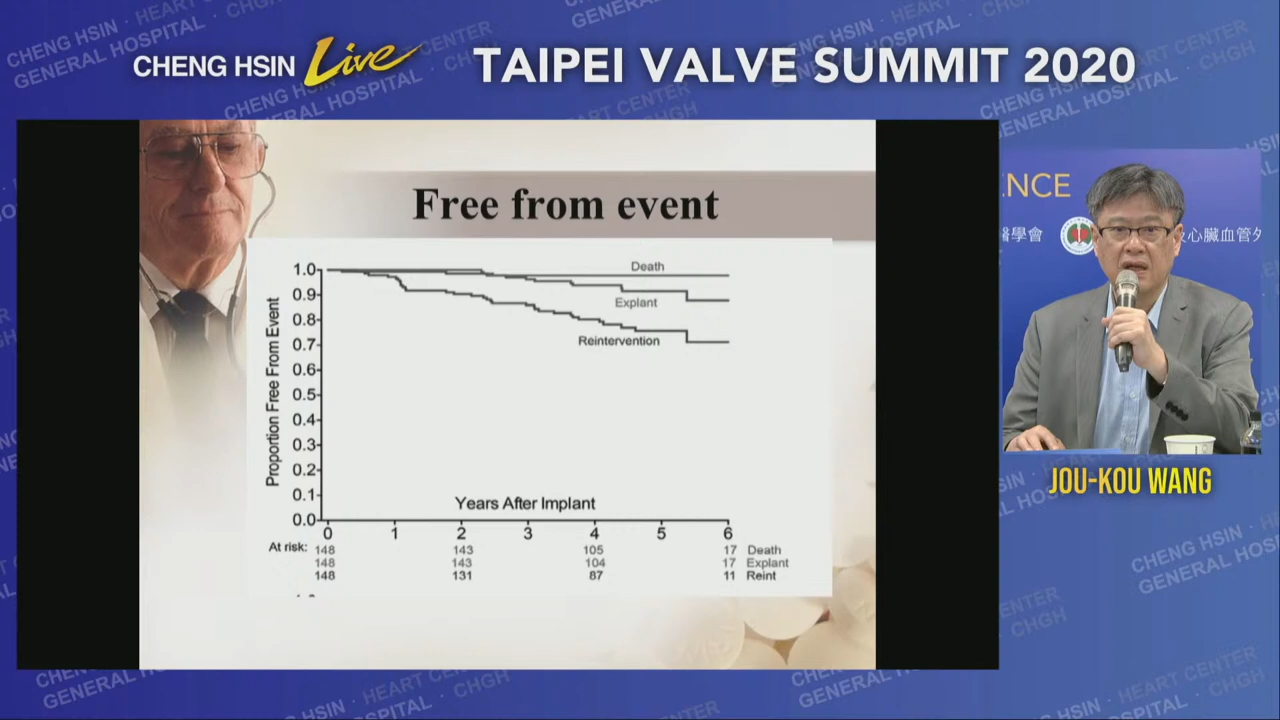 CHENG HSIN Live TAIPEI VALVE SUMMIT 2020
Free from event
Proportion Free From Event
1.0
0.9
0.8
0.7
0.6
0.5
0.4
0.3
0.2
0.1
0.0
Death
Explant
Reintervention
Years After Implant
0 1 2 3 4 5 6
At risk: 148 143 105 17 Death
148 143 104 17 Explant
148 131 87 11 Reint
ENCE
醫學會
心臟血管外
JOU-KOU WANG
CHENG HSIN · HEART CENTER
GENERAL HOSPITAL · CHGH